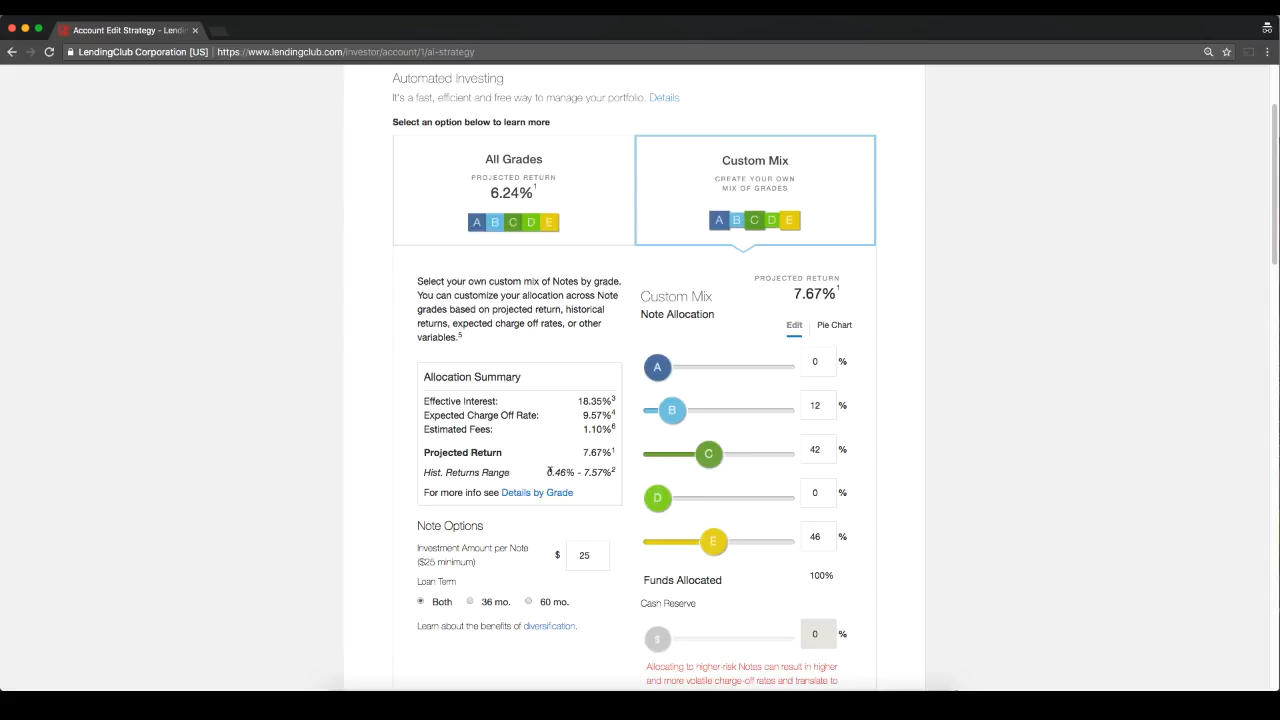 Account Edit Strategy - Lendi
LendingClub Corporation [US] https://www.lendingclub.com/investor/account/1/ai-strategy
Automated Investing
It's a fast, efficient and free way to manage your portfolio. Details
Select an option below to learn more
All Grades
PROJECTED RETURN
6.24%1
A B C D E
Custom Mix
CREATE YOUR OWN
MIX OF GRADES
A B C D E
Select your own custom mix of Notes by grade.
You can customize your allocation across Note
grades based on projected return, historical
returns, expected charge off rates, or other
variables.5
Allocation Summary
Effective Interest: 18.35%3
Expected Charge Off Rate: 9.57%4
Estimated Fees: 1.10%6
Projected Return 7.67%1
Hist. Returns Range .46% - 7.57%2
For more info see Details by Grade
Note Options
Investment Amount per Note
($25 minimum)
$ 25
Loan Term
Both 36 mo. 60 mo.
Learn about the benefits of diversification.
PROJECTED RETURN
7.67%1
Custom Mix
Note Allocation
Edit Pie Chart
A 0 %
B 12 %
C 42 %
D 0 %
E 46 %
Funds Allocated 100%
Cash Reserve
$ 0 %
Allocating to higher-risk Notes can result in higher
and more volatile charge-off rates and translate to